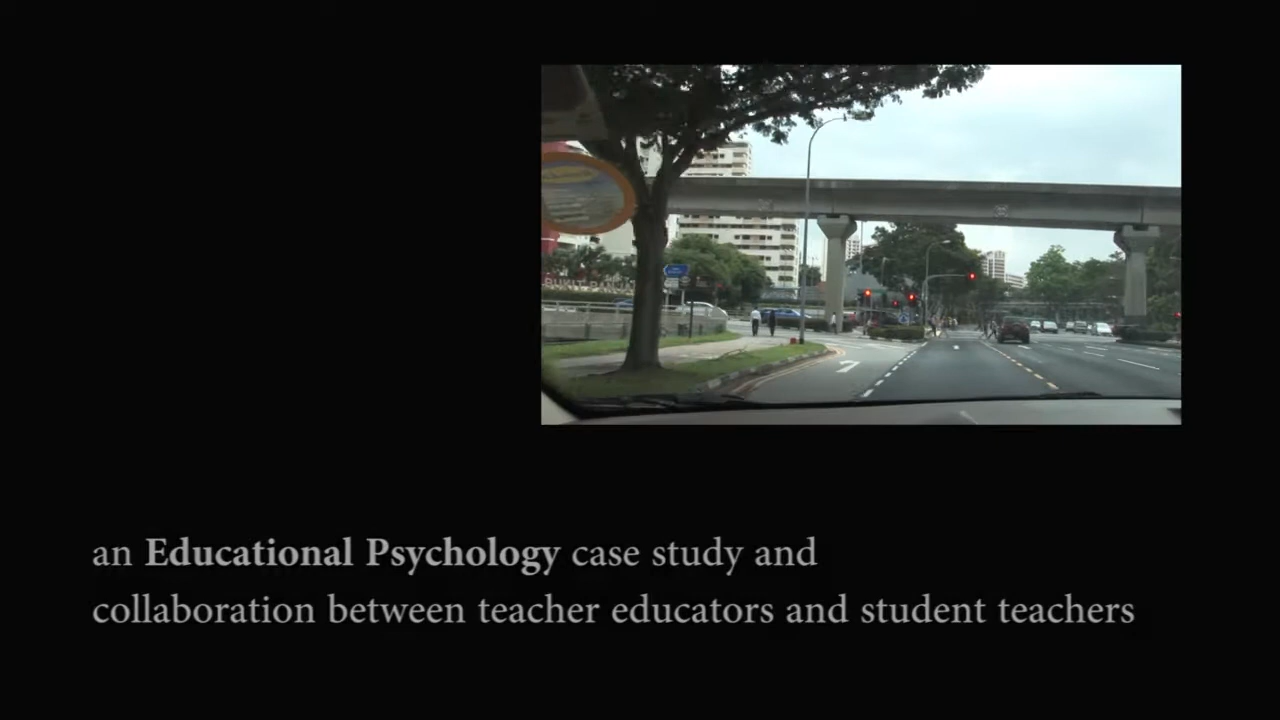 an Educational Psychology case study and
collaboration between teacher educators and student teachers